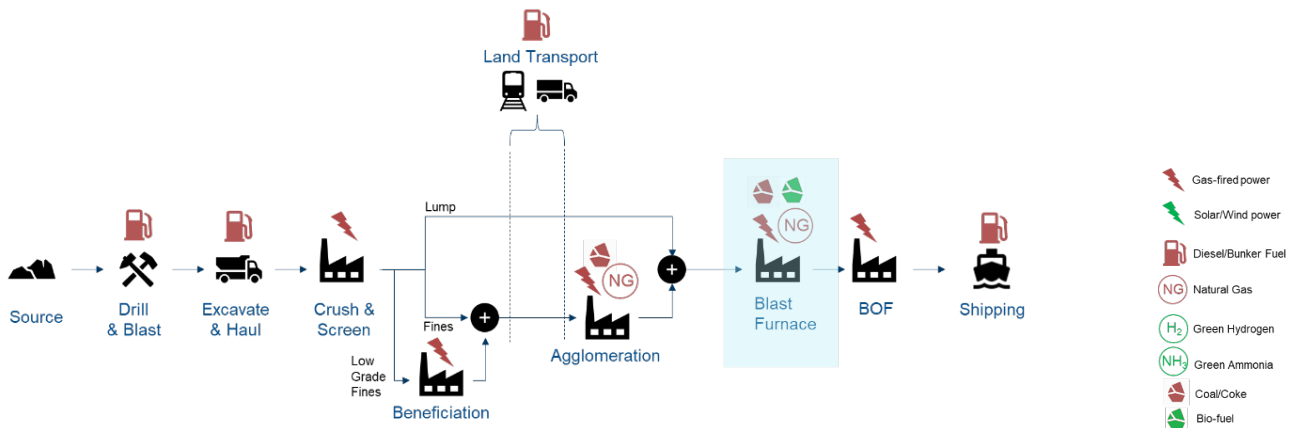 Land Transport
Lump
NG
NG
Source
Drill
& Blast
Excavate
& Haul
Crush &
Screen
Fines
Low
Grade
Fines
Beneficiation
Agglomeration
Blast
Furnace
BOF
Shipping
Gas-fired power
Solar/Wind power
Diesel/Bunker Fuel
NG Natural Gas
H₂ Green Hydrogen
NH₃ Green Ammonia
Coal/Coke
Bio-fuel